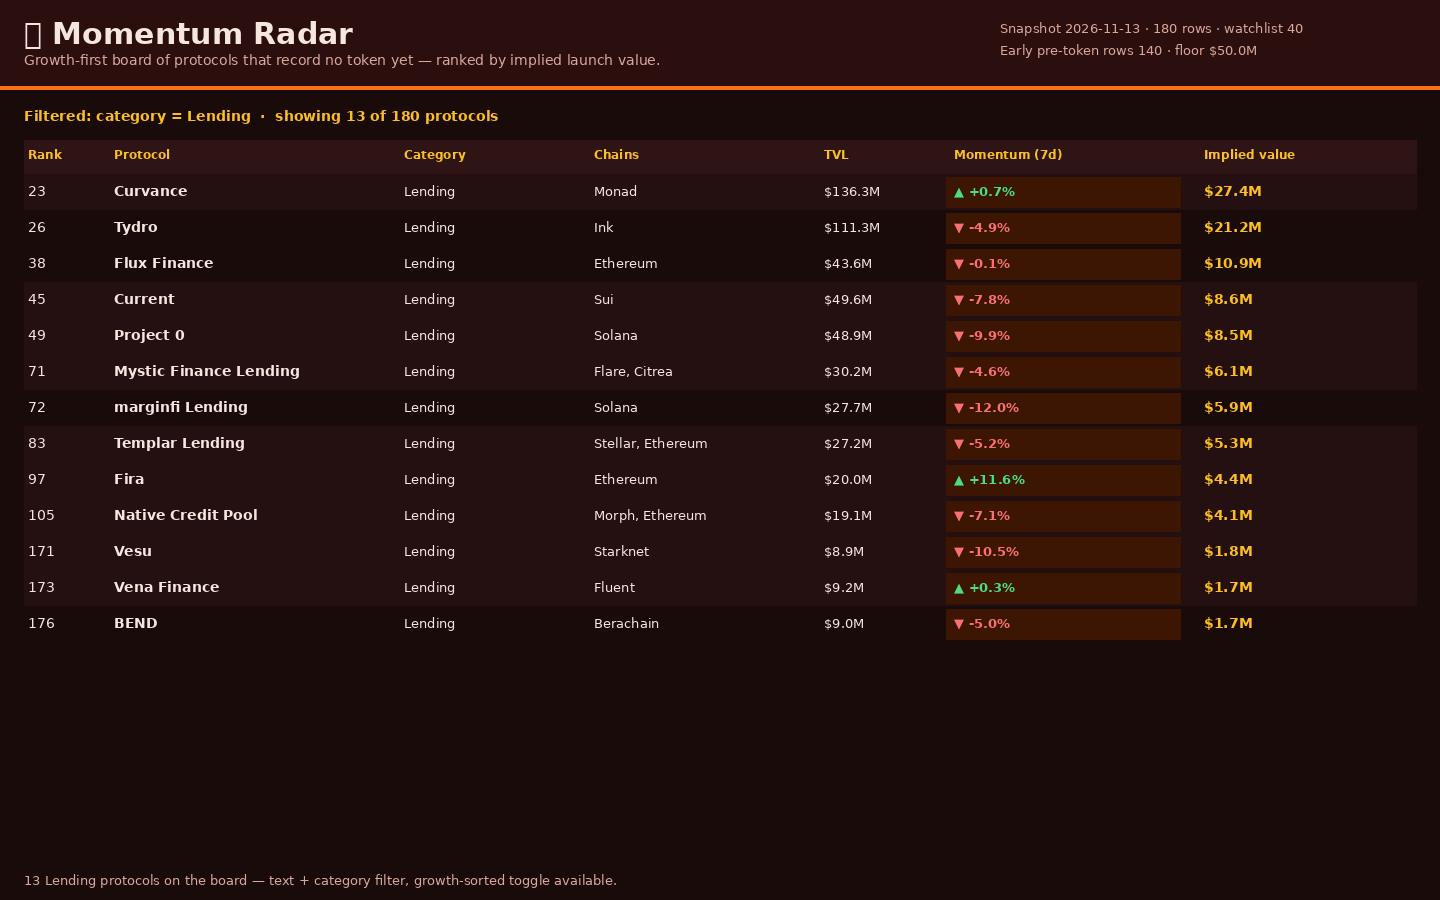 Momentum Radar
Growth-first board of protocols that record no token yet — ranked by implied launch value.
Snapshot 2026-11-13 · 180 rows · watchlist 40
Early pre-token rows 140 · floor $50.0M
Filtered: category = Lending · showing 13 of 180 protocols
Rank Protocol Category Chains TVL Momentum (7d) Implied value
23 Curvance Lending Monad $136.3M ▲ +0.7% $27.4M
26 Tydro Lending Ink $111.3M ▼ -4.9% $21.2M
38 Flux Finance Lending Ethereum $43.6M ▼ -0.1% $10.9M
45 Current Lending Sui $49.6M ▼ -7.8% $8.6M
49 Project 0 Lending Solana $48.9M ▼ -9.9% $8.5M
71 Mystic Finance Lending Lending Flare, Citrea $30.2M ▼ -4.6% $6.1M
72 marginfi Lending Lending Solana $27.7M ▼ -12.0% $5.9M
83 Templar Lending Lending Stellar, Ethereum $27.2M ▼ -5.2% $5.3M
97 Fira Lending Ethereum $20.0M ▲ +11.6% $4.4M
105 Native Credit Pool Lending Morph, Ethereum $19.1M ▼ -7.1% $4.1M
171 Vesu Lending Starknet $8.9M ▼ -10.5% $1.8M
173 Vena Finance Lending Fluent $9.2M ▲ +0.3% $1.7M
176 BEND Lending Berachain $9.0M ▼ -5.0% $1.7M
13 Lending protocols on the board — text + category filter, growth-sorted toggle available.